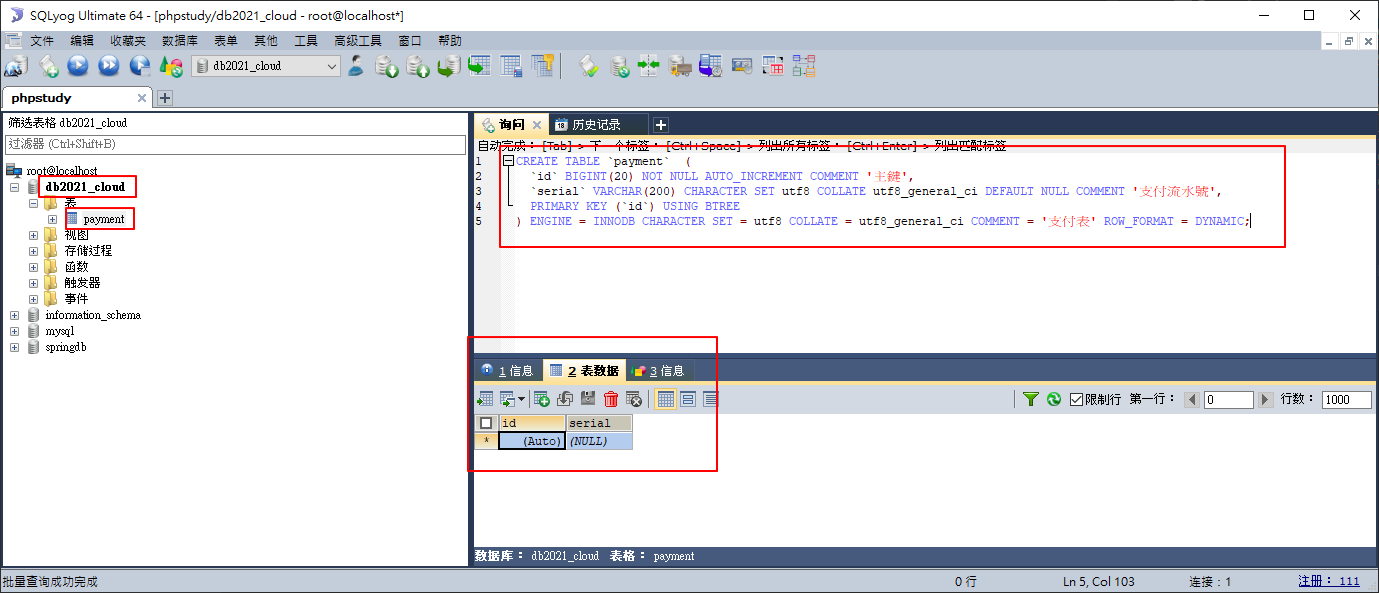 SQLyog Ultimate 64 - [phpstudy/db2021_cloud - root@localhost*]
文件 编辑 收藏夹 数据库 表单 其他 工具 高级工具 窗口 帮助
db2021_cloud
phpstudy
筛选表格 db2021_cloud
过滤器 (Ctrl+Shift+B)
root@localhost
db2021_cloud
表
payment
视图
存储过程
函数
触发器
事件
information_schema
mysql
springdb
询问 18 历史记录
自动完成： [Tab]-> 下一个标签： [Ctrl+Space]-> 列出所有标签： [Ctrl+Enter]-> 列出匹配标签
1 CREATE TABLE `payment`  (
2 `id` BIGINT(20) NOT NULL AUTO_INCREMENT COMMENT '主鍵',
3 `serial` VARCHAR(200) CHARACTER SET utf8 COLLATE utf8_general_ci DEFAULT NULL COMMENT '支付流水號',
4 PRIMARY KEY (`id`) USING BTREE
5 ) ENGINE = INNODB CHARACTER SET = utf8 COLLATE = utf8_general_ci COMMENT = '支付表' ROW_FORMAT = DYNAMIC;
1 信息 2 表数据 3 信息
限制行 第一行： 0 行数： 1000
id serial
* (Auto) (NULL)
数据库： db2021_cloud 表格： payment
批量查询成功完成 0 行 Ln 5, Col 103 连接：1 注册： 111